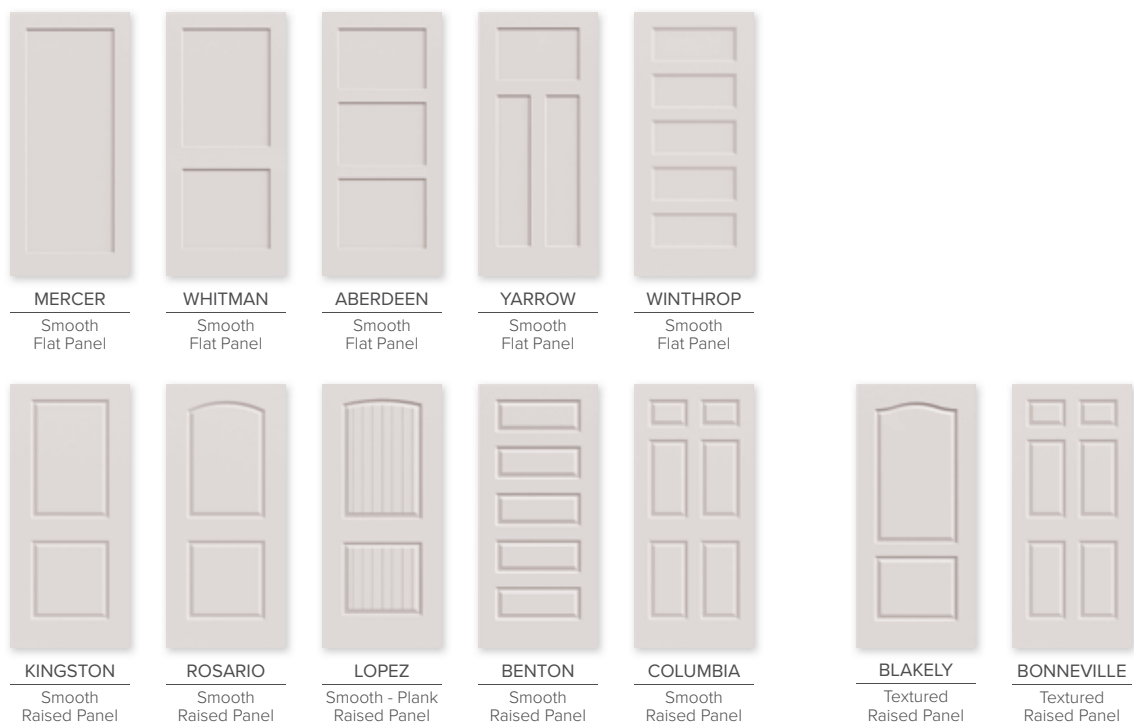 MERCER
Smooth
Flat Panel
WHITMAN
Smooth
Flat Panel
ABERDEEN
Smooth
Flat Panel
YARROW
Smooth
Flat Panel
WINTHROP
Smooth
Flat Panel
KINGSTON
Smooth
Raised Panel
ROSARIO
Smooth
Raised Panel
LOPEZ
Smooth - Plank
Raised Panel
BENTON
Smooth
Raised Panel
COLUMBIA
Smooth
Raised Panel
BLAKELY
Textured
Raised Panel
BONNEVILLE
Textured
Raised Panel